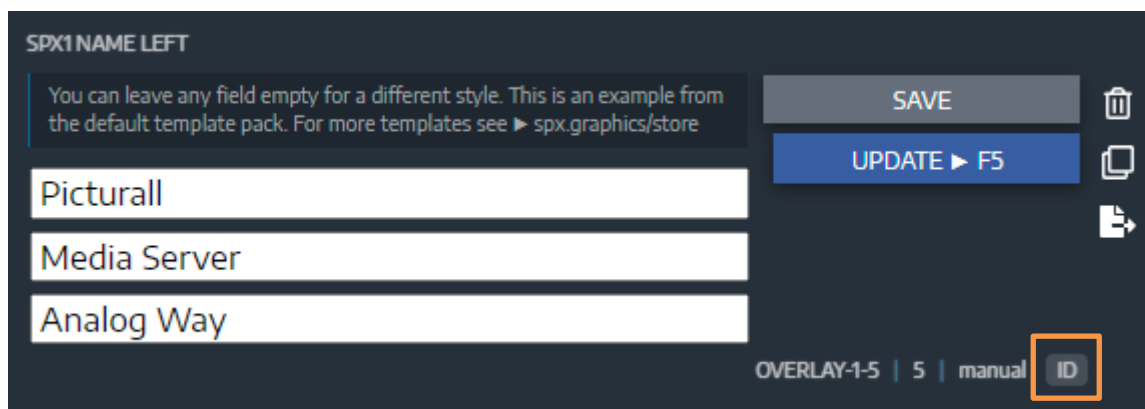 SPX1 NAME LEFT
You can leave any field empty for a different style. This is an example from
the default template pack. For more templates see ► spx.graphics/store
SAVE
UPDATE ► F5
Picturall
Media Server
Analog Way
OVERLAY-1-5 | 5 | manual ID